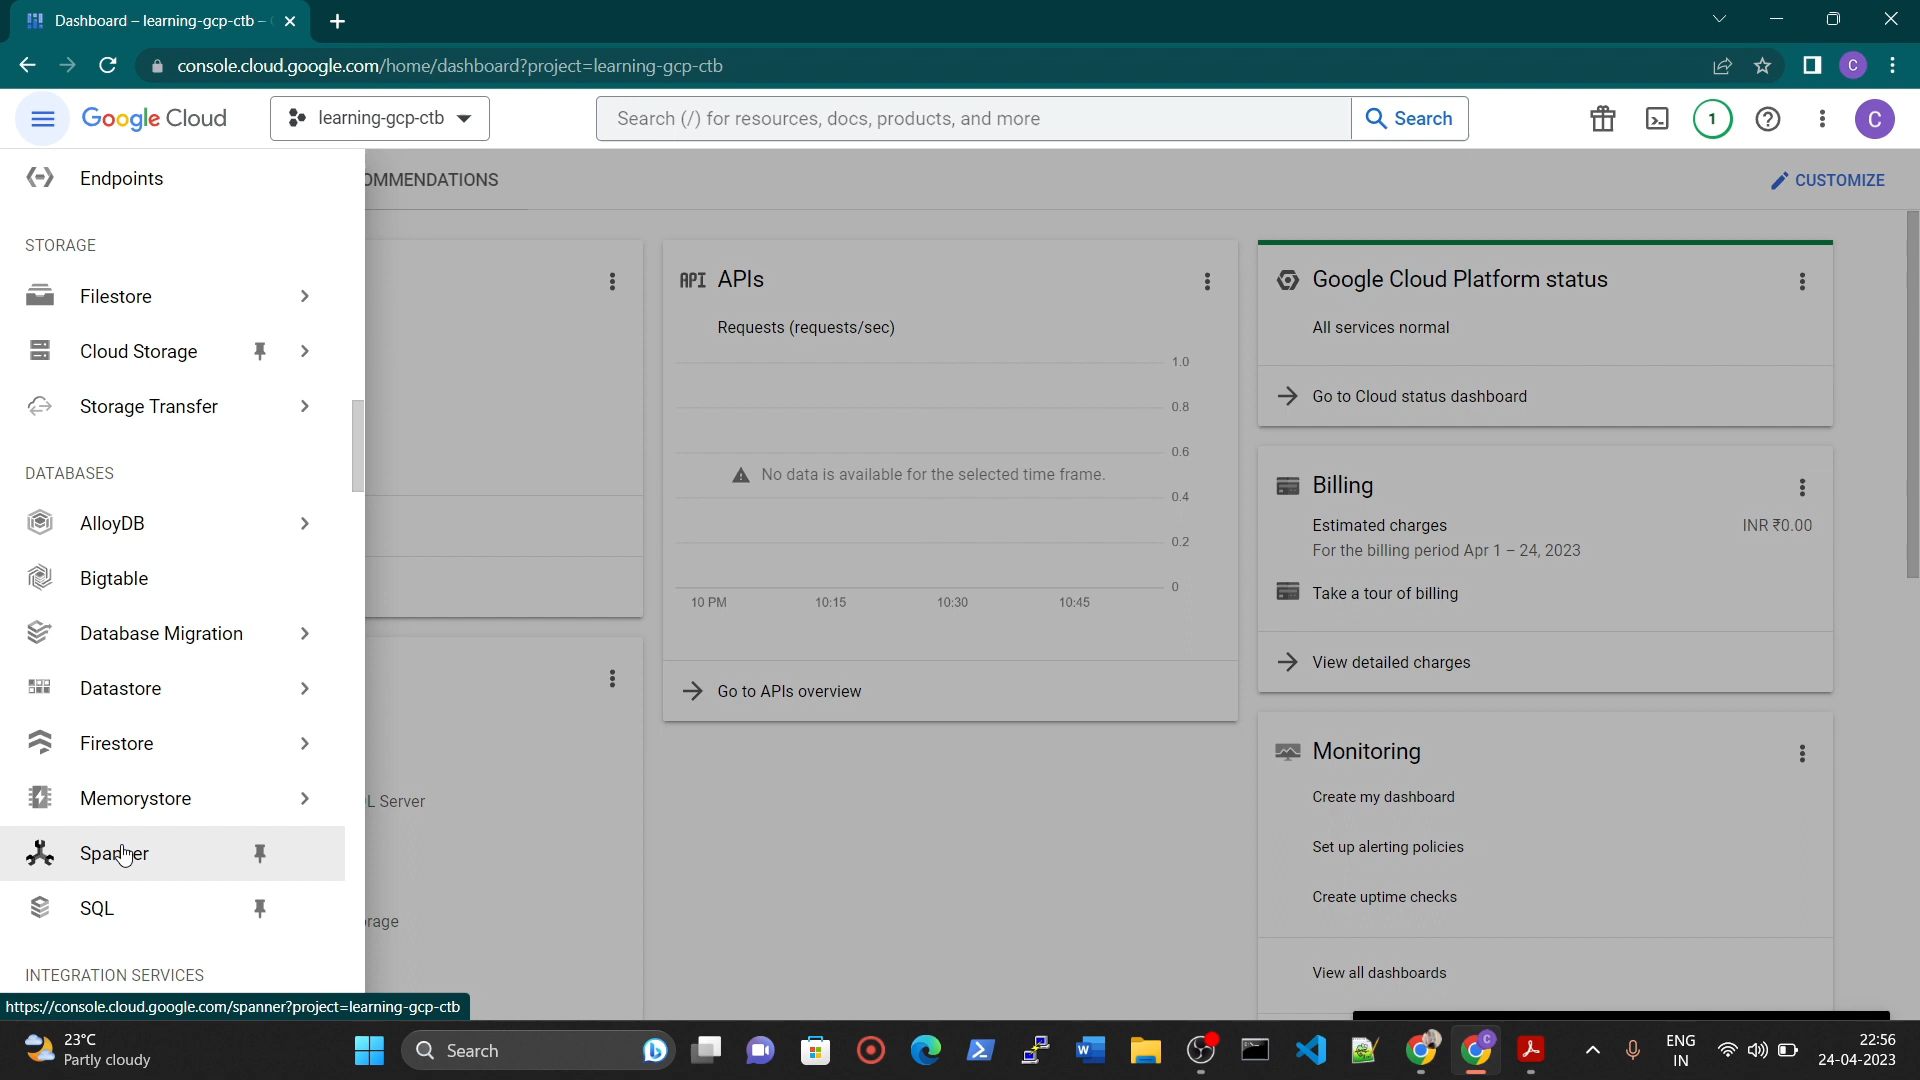 Dashboard – learning-gcp-ctb –
console.cloud.google.com/home/dashboard?project=learning-gcp-ctb
C
Google Cloud
learning-gcp-ctb
Search (/) for resources, docs, products, and more
Search
1
C
Endpoints
STORAGE
Filestore
Cloud Storage
Storage Transfer
DATABASES
AlloyDB
Bigtable
Database Migration
Datastore
Firestore
Memorystore
Spanner
SQL
INTEGRATION SERVICES
https://console.cloud.google.com/spanner?project=learning-gcp-ctb
OMMENDATIONS
CUSTOMIZE
L Server
rage
API APIs
Requests (requests/sec)
1.0
0.8
0.6
No data is available for the selected time frame.
0.4
0.2
0
10 PM 10:15 10:30 10:45
Go to APIs overview
Google Cloud Platform status
All services normal
Go to Cloud status dashboard
Billing
Estimated charges INR ₹0.00
For the billing period Apr 1 – 24, 2023
Take a tour of billing
View detailed charges
Monitoring
Create my dashboard
Set up alerting policies
Create uptime checks
View all dashboards
23°C
Partly cloudy
Search
ENG
IN
22:56
24-04-2023